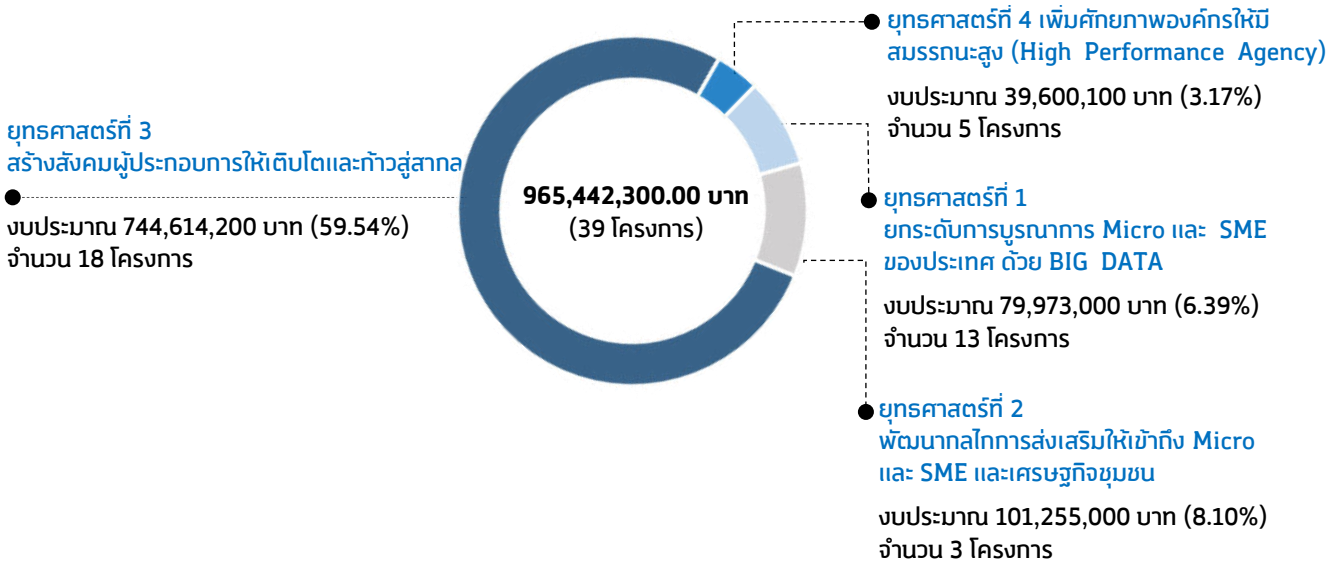 ยุทธศาสตร์ที่ 4 เพิ่มศักยภาพองค์กรให้มี
สมรรถนะสูง (High Performance Agency)
งบประมาณ 39,600,100 บาท (3.17%)
จำนวน 5 โครงการ
ยุทธศาสตร์ที่ 3
สร้างสังคมผู้ประกอบการให้เติบโตและก้าวสู่สากล
งบประมาณ 744,614,200 บาท (59.54%)
จำนวน 18 โครงการ
965,442,300.00 บาท
(39 โครงการ)
ยุทธศาสตร์ที่ 1
ยกระดับการบูรณาการ Micro และ SME
ของประเทศ ด้วย BIG DATA
งบประมาณ 79,973,000 บาท (6.39%)
จำนวน 13 โครงการ
ยุทธศาสตร์ที่ 2
พัฒนากลไกการส่งเสริมให้เข้าถึง Micro
และ SME และเศรษฐกิจชุมชน
งบประมาณ 101,255,000 บาท (8.10%)
จำนวน 3 โครงการ